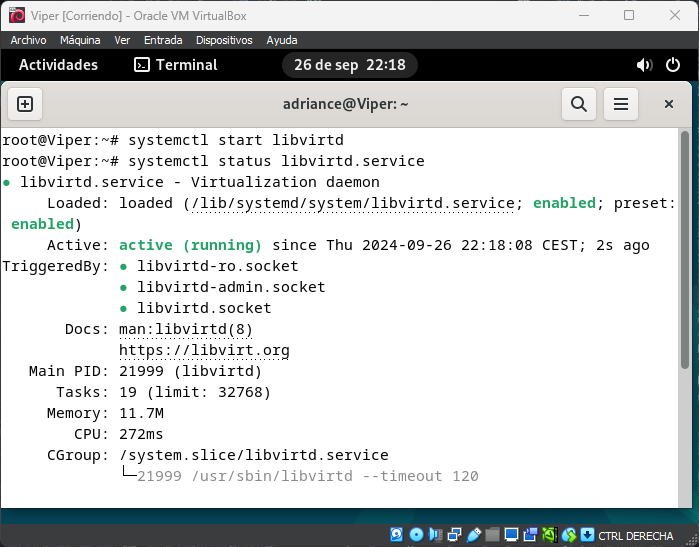 Viper [Corriendo] - Oracle VM VirtualBox
Archivo Máquina Ver Entrada Dispositivos Ayuda
Actividades Terminal 26 de sep 22:18
adriance@Viper: ~
root@Viper:~# systemctl start libvirtd
root@Viper:~# systemctl status libvirtd.service
● libvirtd.service - Virtualization daemon
Loaded: loaded (/lib/systemd/system/libvirtd.service; enabled; preset:
enabled)
Active: active (running) since Thu 2024-09-26 22:18:08 CEST; 2s ago
TriggeredBy: ● libvirtd-ro.socket
● libvirtd-admin.socket
● libvirtd.socket
Docs: man:libvirtd(8)
https://libvirt.org
Main PID: 21999 (libvirtd)
Tasks: 19 (limit: 32768)
Memory: 11.7M
CPU: 272ms
CGroup: /system.slice/libvirtd.service
└─21999 /usr/sbin/libvirtd --timeout 120
CTRL DERECHA